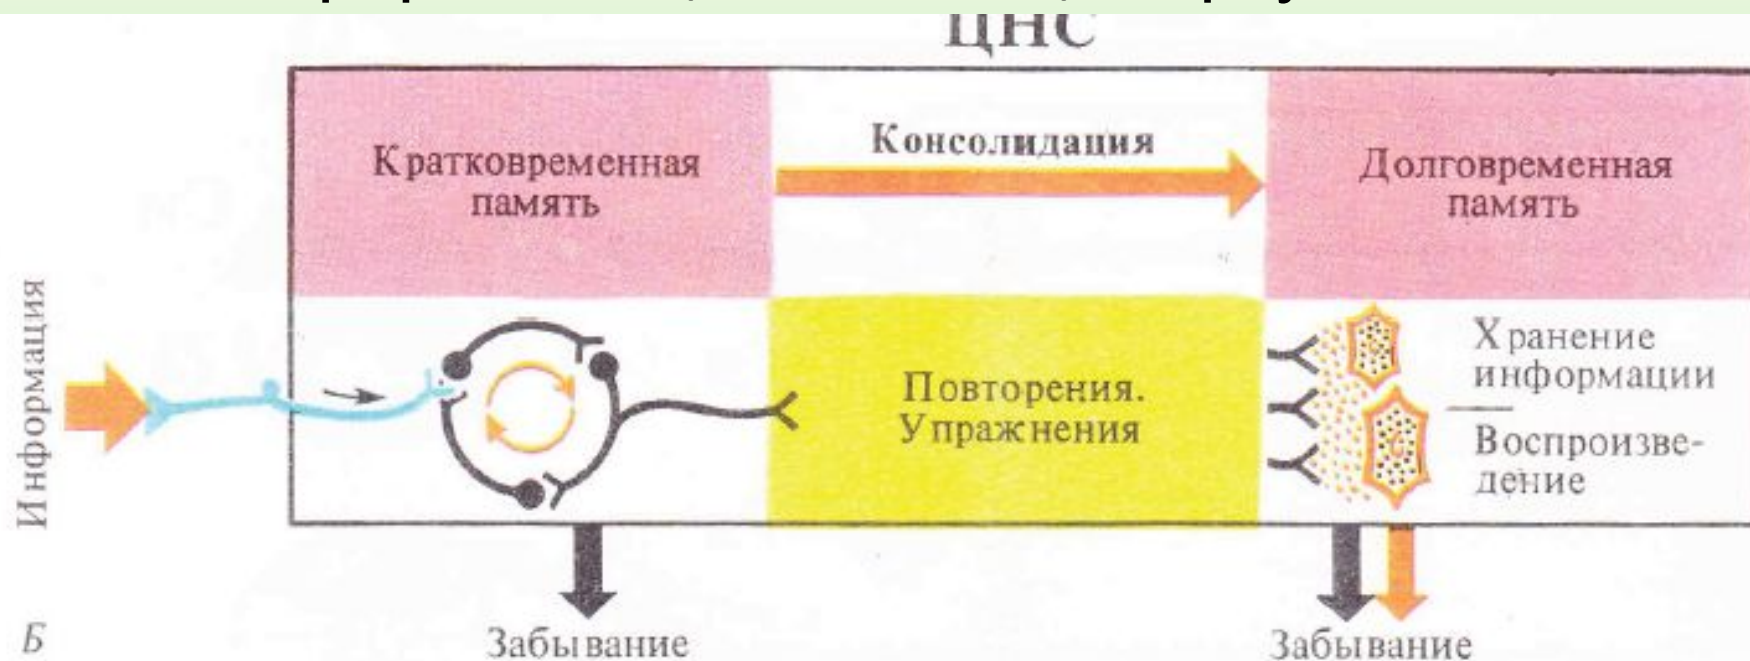 ЦНС
Кратковременная
память
Консолидация
Долговременная
память
Информация
Повторения.
Упражнения
Хранение
информации
Воспроизве-
дение
Забывание
Забывание
Б